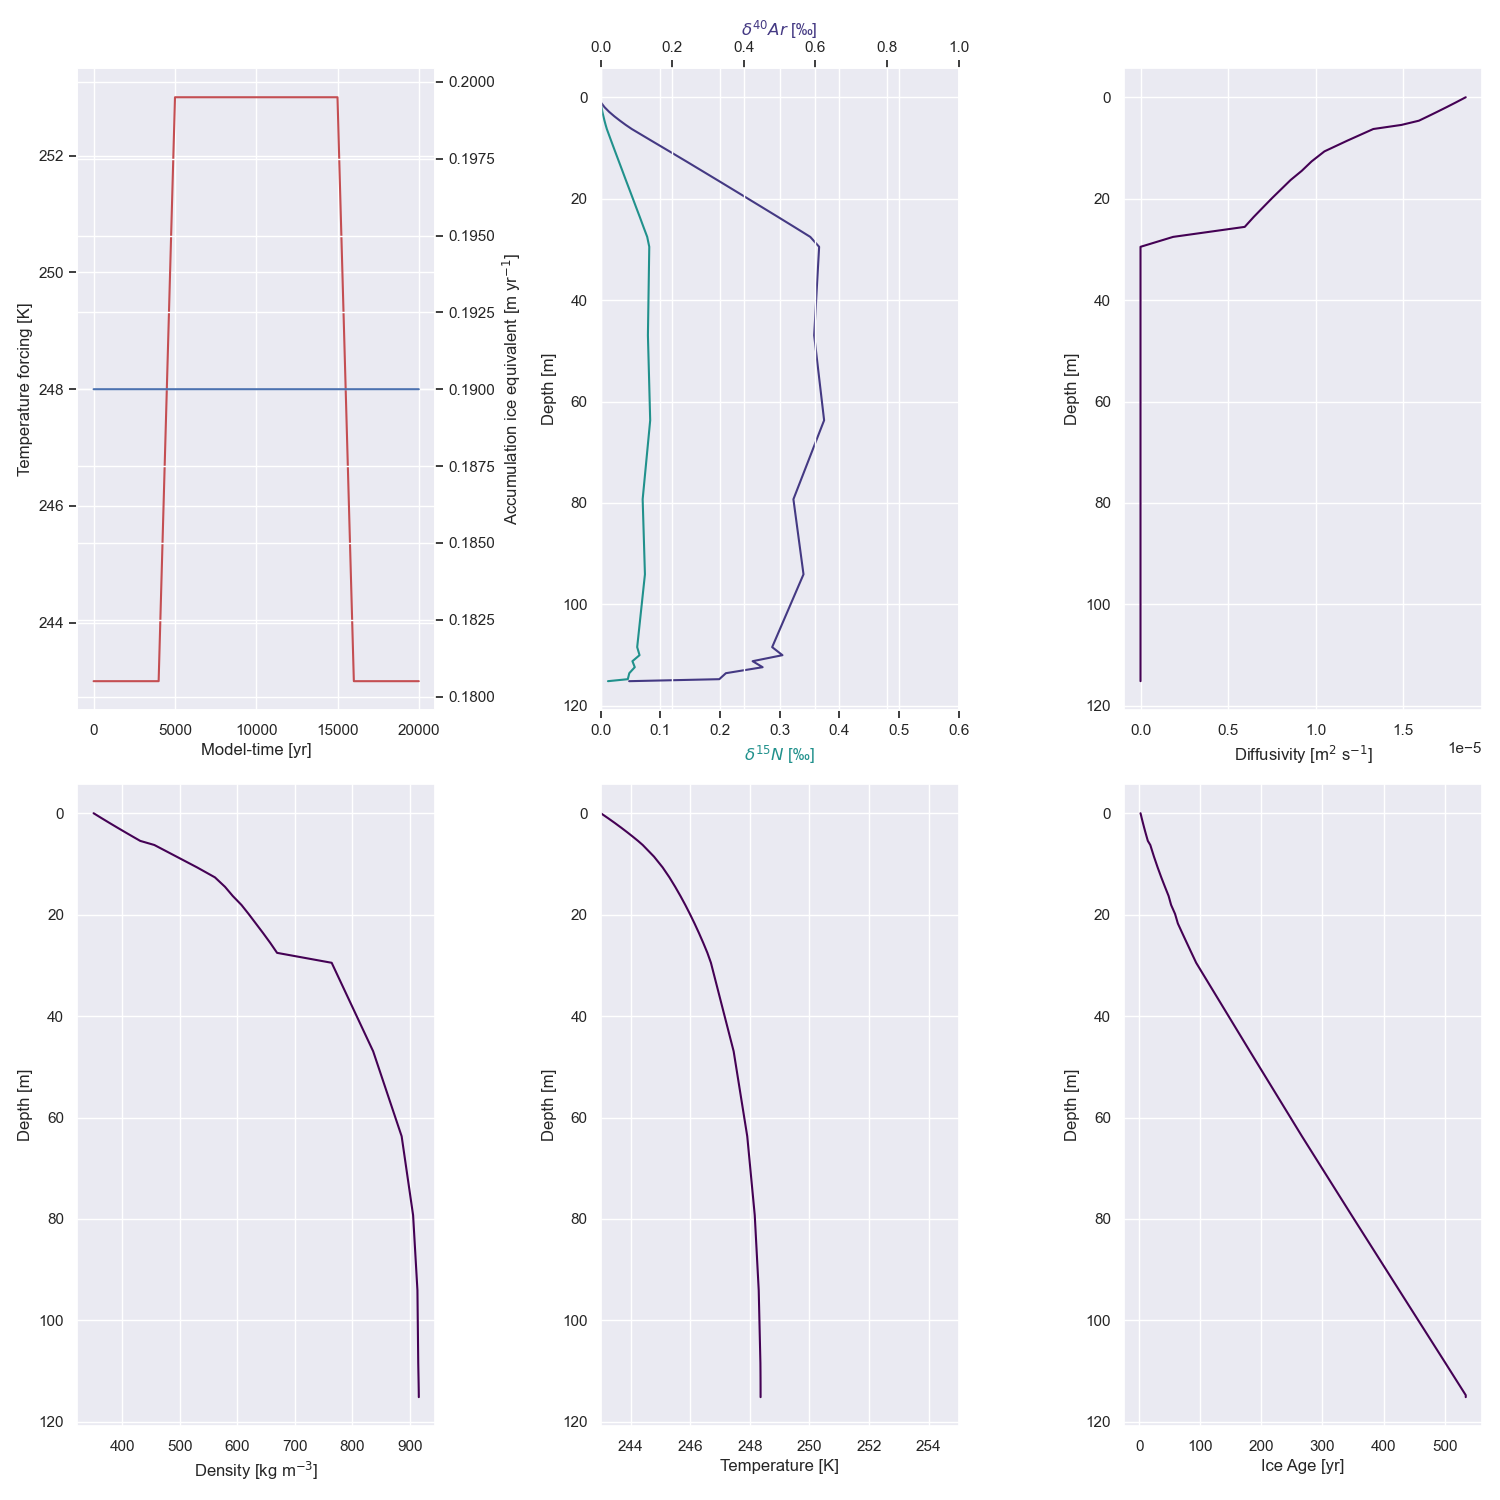 δ⁴⁰Ar [‰]
0.0 0.2 0.4 0.6 0.8 1.0
252
250
248
246
244
Temperature forcing [K]
0 5000 10000 15000 20000
Model-time [yr]
0.2000
0.1975
0.1950
0.1925
0.1900
0.1875
0.1850
0.1825
0.1800
Accumulation ice equivalent [m yr⁻¹]
0
20
40
60
80
100
120
Depth [m]
0.0 0.1 0.2 0.3 0.4 0.5 0.6
δ¹⁵N [‰]
0
20
40
60
80
100
120
Depth [m]
0.0 0.5 1.0 1.5
1e−5
Diffusivity [m² s⁻¹]
0
20
40
60
80
100
120
Depth [m]
400 500 600 700 800 900
Density [kg m⁻³]
0
20
40
60
80
100
120
Depth [m]
244 246 248 250 252 254
Temperature [K]
0
20
40
60
80
100
120
Depth [m]
0 100 200 300 400 500
Ice Age [yr]